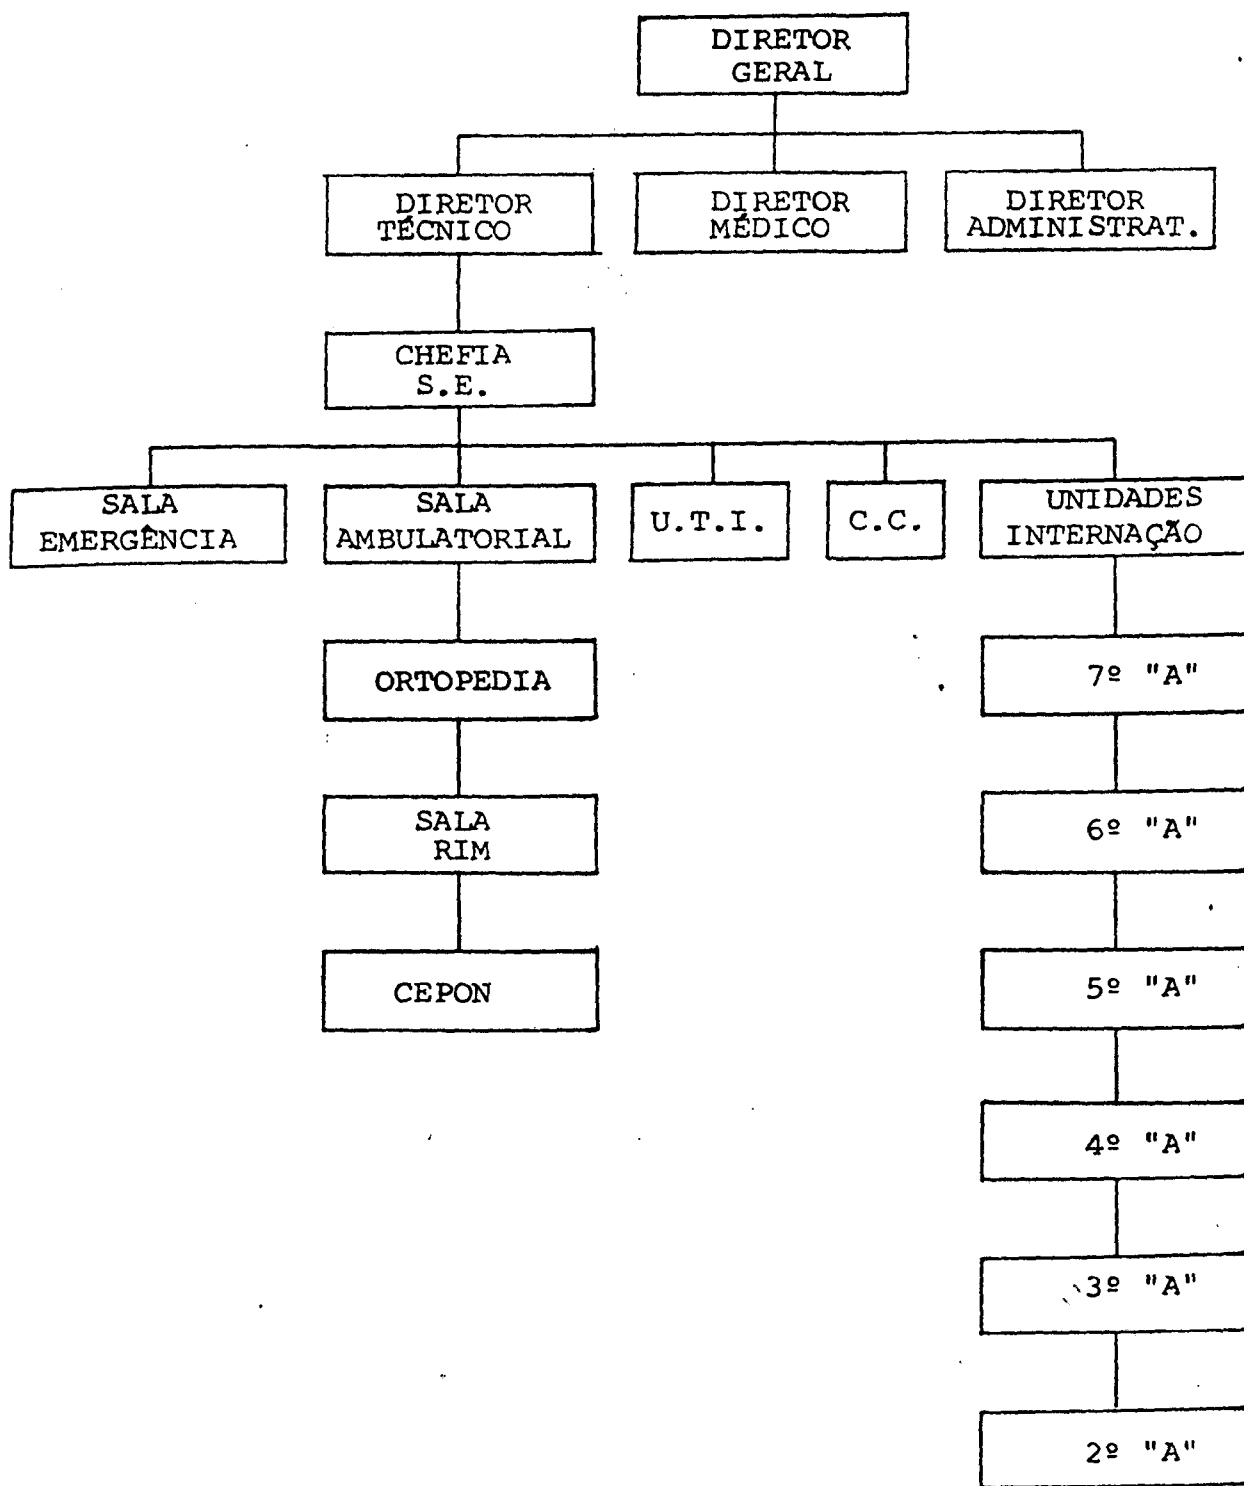 DIRETOR
GERAL
DIRETOR
TÉCNICO
DIRETOR
MÉDICO
DIRETOR
ADMINISTRAT.
CHEFIA
S.E.
SALA
EMERGÊNCIA
SALA
AMBULATORIAL
U.T.I.
C.C.
UNIDADES
INTERNAÇÃO
ORTOPEDIA
SALA
RIM
CEPON
7º "A"
6º "A"
5º "A"
4º "A"
3º "A"
2º "A"